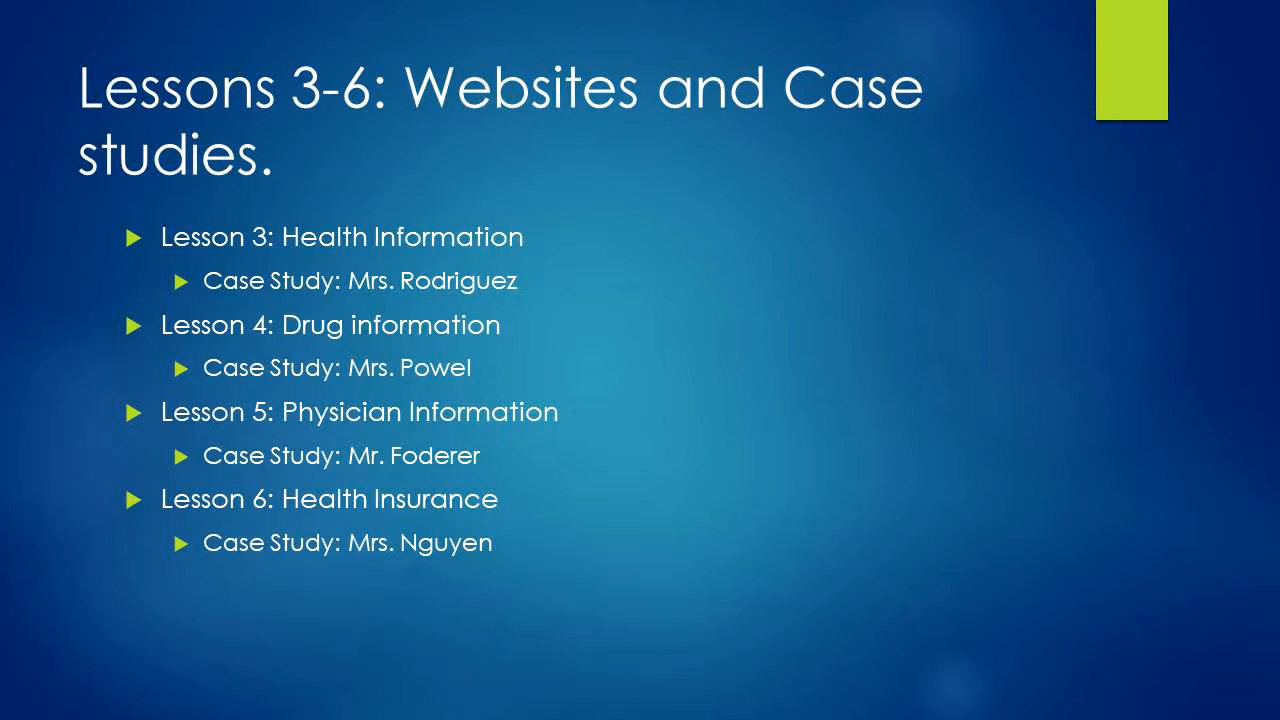 Lessons 3-6: Websites and Case
studies.
Lesson 3: Health Information
Case Study: Mrs. Rodriguez
Lesson 4: Drug information
Case Study: Mrs. Powel
Lesson 5: Physician Information
Case Study: Mr. Foderer
Lesson 6: Health Insurance
Case Study: Mrs. Nguyen